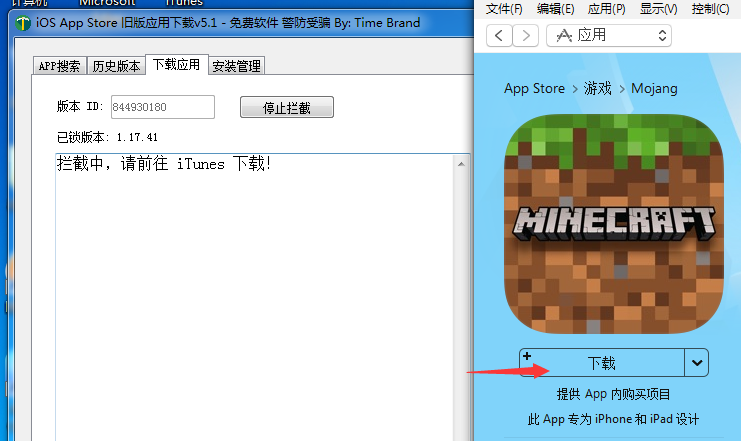 计算机 Microsoft iTunes
iOS App Store 旧版应用下载v5.1 - 免费软件 警防受骗 By: Time Brand
APP搜索 历史版本 下载应用 安装管理
版本 ID: 844930180 停止拦截
已锁版本: 1.17.41
拦截中，请前往 iTunes 下载!
文件(F) 编辑(E) 应用(P) 显示(V) 控制(C)
应用
App Store > 游戏 > Mojang
MINECRAFT
下载
提供 App 内购买项目
此 App 专为 iPhone 和 iPad 设计